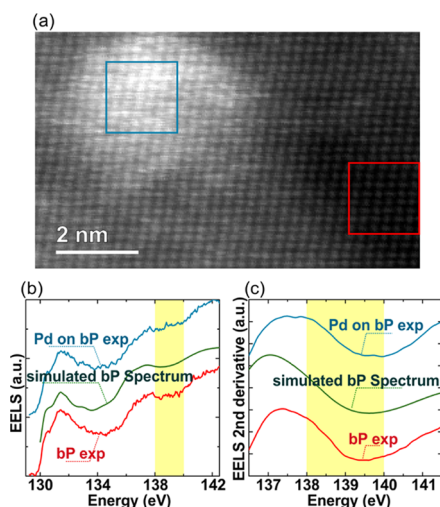 (a)
2 nm
(b)
(c)
EELS (a.u.)
Pd on bP exp
simulated bP Spectrum
bP exp
130 134 138 142
Energy (eV)
EELS 2nd derivative (a.u.)
Pd on bP exp
simulated bP Spectrum
bP exp
137 138 139 140 141
Energy (eV)